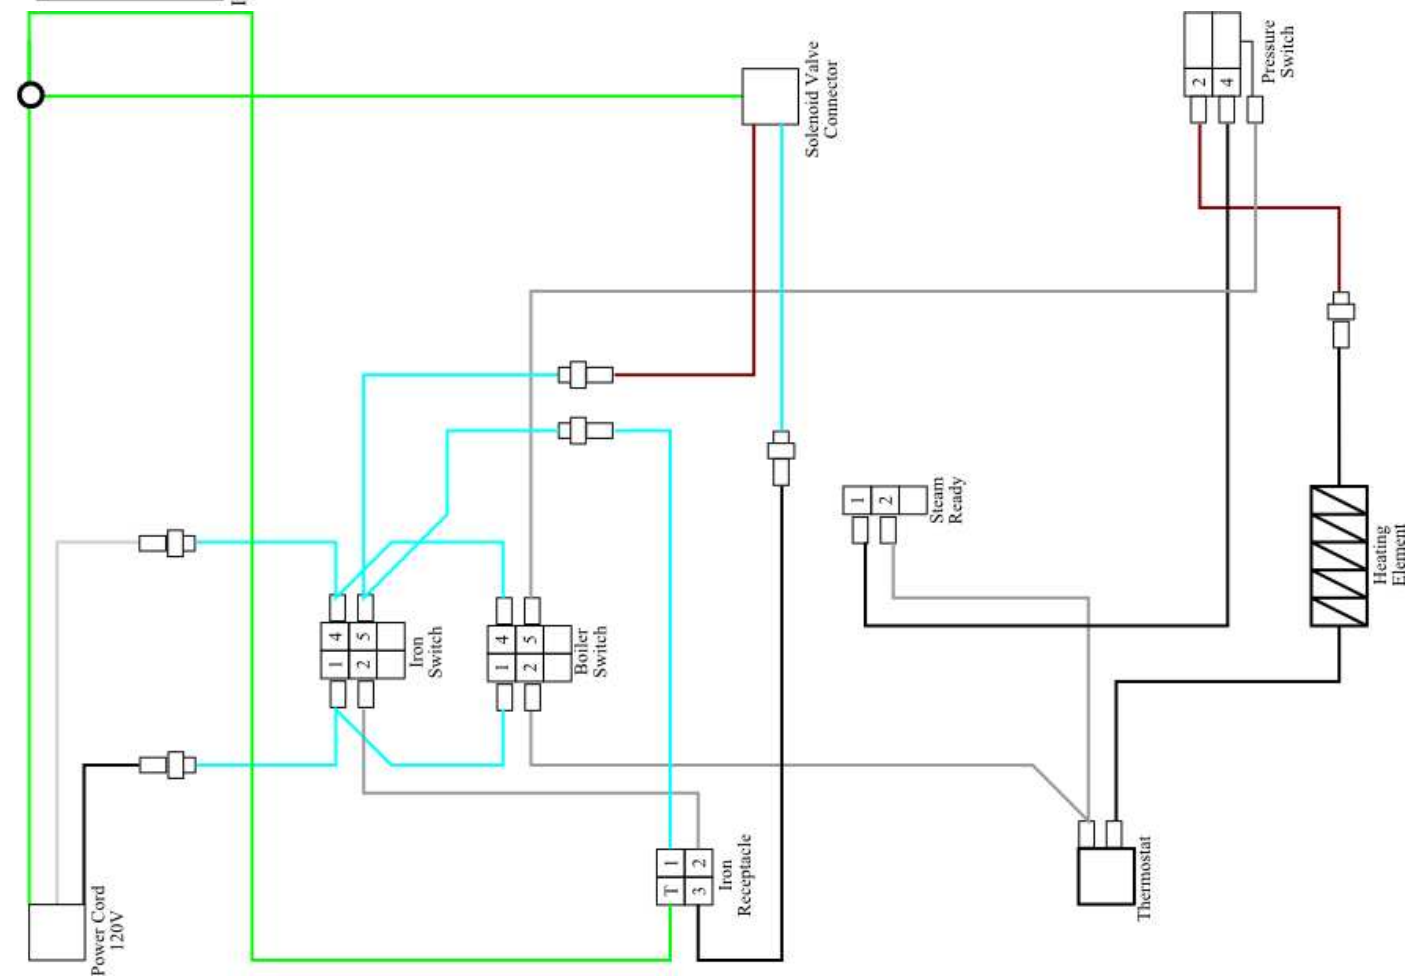 Power Cord
120V
Iron
Switch
4
5
1
2
Boiler
Switch
4
5
1
2
Iron
Receptacle
1
2
T
3
Solenoid Valve
Connector
Steam
Ready
1
2
Thermostat
Pressure
Switch
2
4
Heating
Element